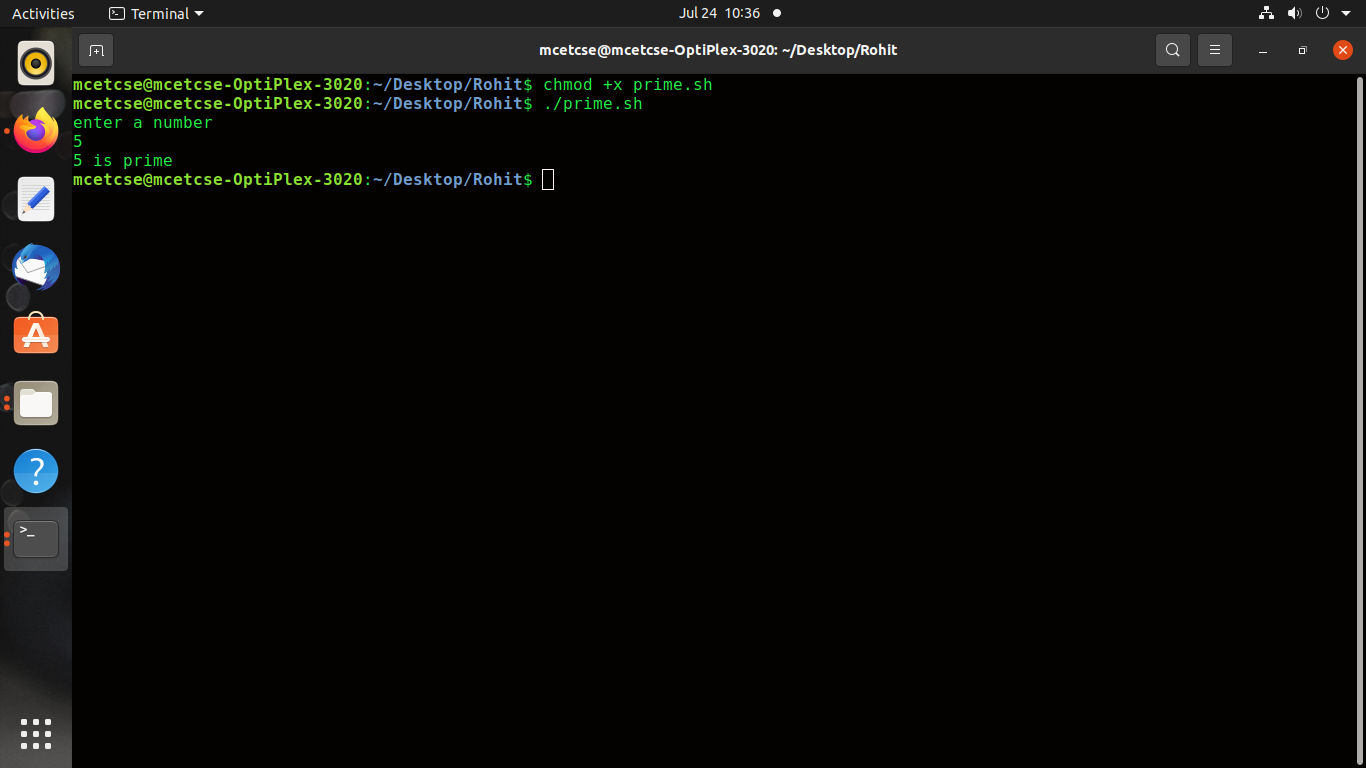 Activities Terminal Jul 24 10:36
mcetcse@mcetcse-OptiPlex-3020: ~/Desktop/Rohit
mcetcse@mcetcse-OptiPlex-3020:~/Desktop/Rohit$ chmod +x prime.sh
mcetcse@mcetcse-OptiPlex-3020:~/Desktop/Rohit$ ./prime.sh
enter a number
5
5 is prime
mcetcse@mcetcse-OptiPlex-3020:~/Desktop/Rohit$